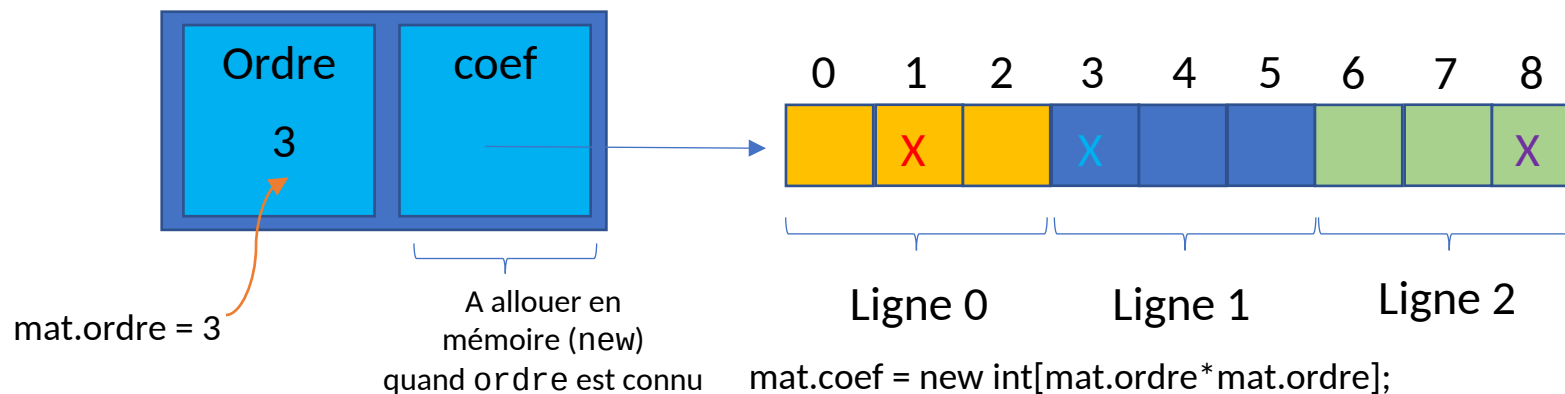 Ordre
coef
3
0 1 2 3 4 5 6 7 8
X X X
Ligne 0
Ligne 1
Ligne 2
mat.ordre = 3
A allouer en
mémoire (new)
quand ordre est connu
mat.coef = new int[mat.ordre*mat.ordre];